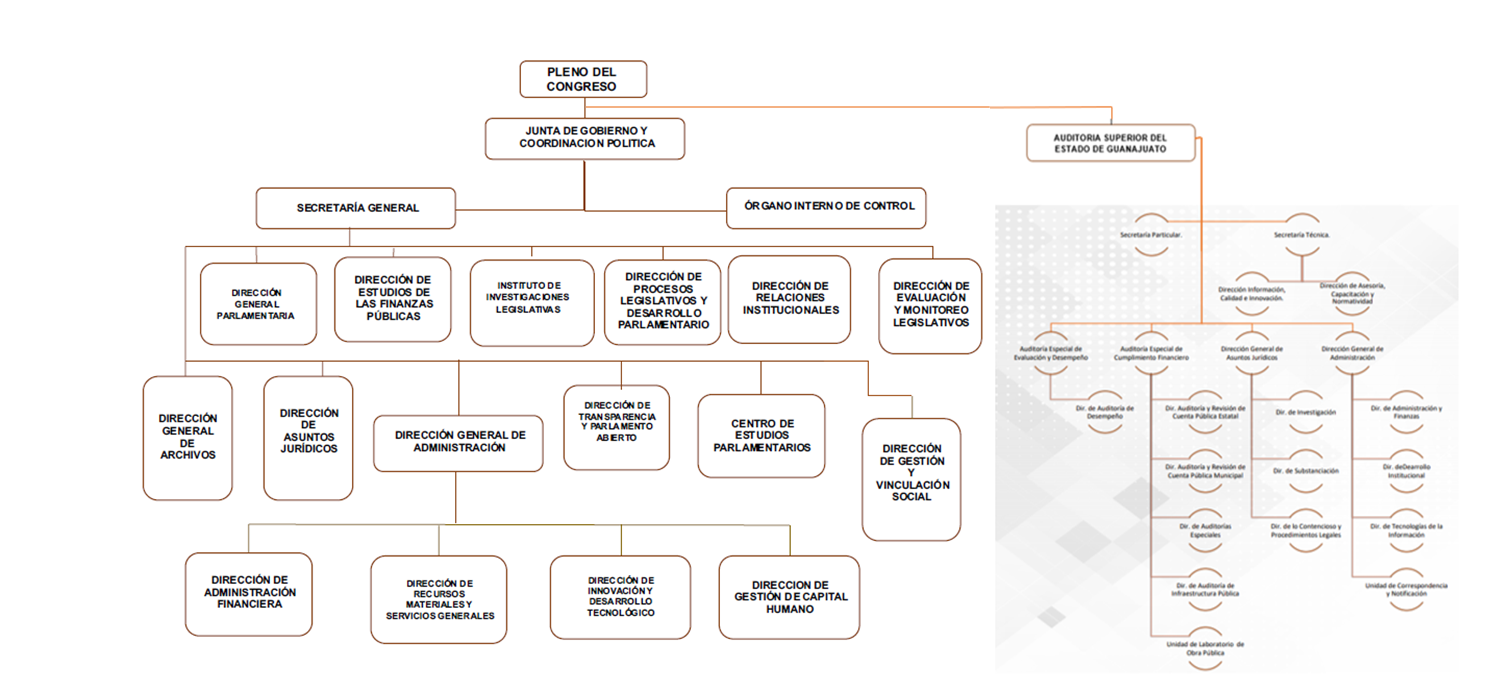 PLENO DEL
CONGRESO
JUNTA DE GOBIERNO Y
COORDINACION POLITICA
AUDITORIA SUPERIOR DEL
ESTADO DE GUANAJUATO
SECRETARÍA GENERAL
ÓRGANO INTERNO DE CONTROL
DIRECCIÓN
GENERAL
PARLAMENTARIA
DIRECCIÓN DE
ESTUDIOS DE
LAS FINANZAS
PÚBLICAS
INSTITUTO DE
INVESTIGACIONES
LEGISLATIVAS
DIRECCIÓN DE
PROCESOS
LEGISLATIVOS Y
DESARROLLO
PARLAMENTARIO
DIRECCIÓN DE
RELACIONES
INSTITUCIONALES
DIRECCIÓN DE
EVALUACIÓN
Y MONITOREO
LEGISLATIVOS
DIRECCIÓN
GENERAL
DE
ARCHIVOS
DIRECCIÓN
DE
ASUNTOS
JURÍDICOS
DIRECCIÓN GENERAL DE
ADMINISTRACIÓN
DIRECCIÓN DE
TRANSPARENCIA
Y PARLAMENTO
ABIERTO
CENTRO DE
ESTUDIOS
PARLAMENTARIOS
DIRECCIÓN
DE GESTIÓN
Y
VINCULACIÓN
SOCIAL
DIRECCIÓN DE
ADMINISTRACIÓN
FINANCIERA
DIRECCIÓN DE
RECURSOS
MATERIALES Y
SERVICIOS GENERALES
DIRECCIÓN DE
INNOVACIÓN Y
DESARROLLO
TECNOLÓGICO
DIRECCION DE
GESTIÓN DE CAPITAL
HUMANO
Secretaría Particular.
Secretaría Técnica.
Dirección Información,
Calidad e Innovación.
Dirección de Asesoría,
Capacitación y
Normatividad
Auditoría Especial de
Evaluación y Desempeño
Auditoría Especial de
Cumplimiento Financiero
Dirección General de
Asuntos Jurídicos
Dirección General de
Administración
Dir. de Auditoría de
Desempeño
Dir. Auditoría y Revisión de
Cuenta Pública Estatal
Dir. de Investigación
Dir. de Administración y
Finanzas
Dir. Auditoría y Revisión de
Cuenta Pública Municipal
Dir. de Substanciación
Dir. deDearrollo
Institucional
Dir. de Auditorías
Especiales
Dir. de lo Contencioso y
Procedimientos Legales
Dir. de Tecnologías de la
Información
Dir. de Auditoría de
Infraestructura Pública
Unidad de Correspondencia
y Notificación
Unidad de Laboratorio de
Obra Pública